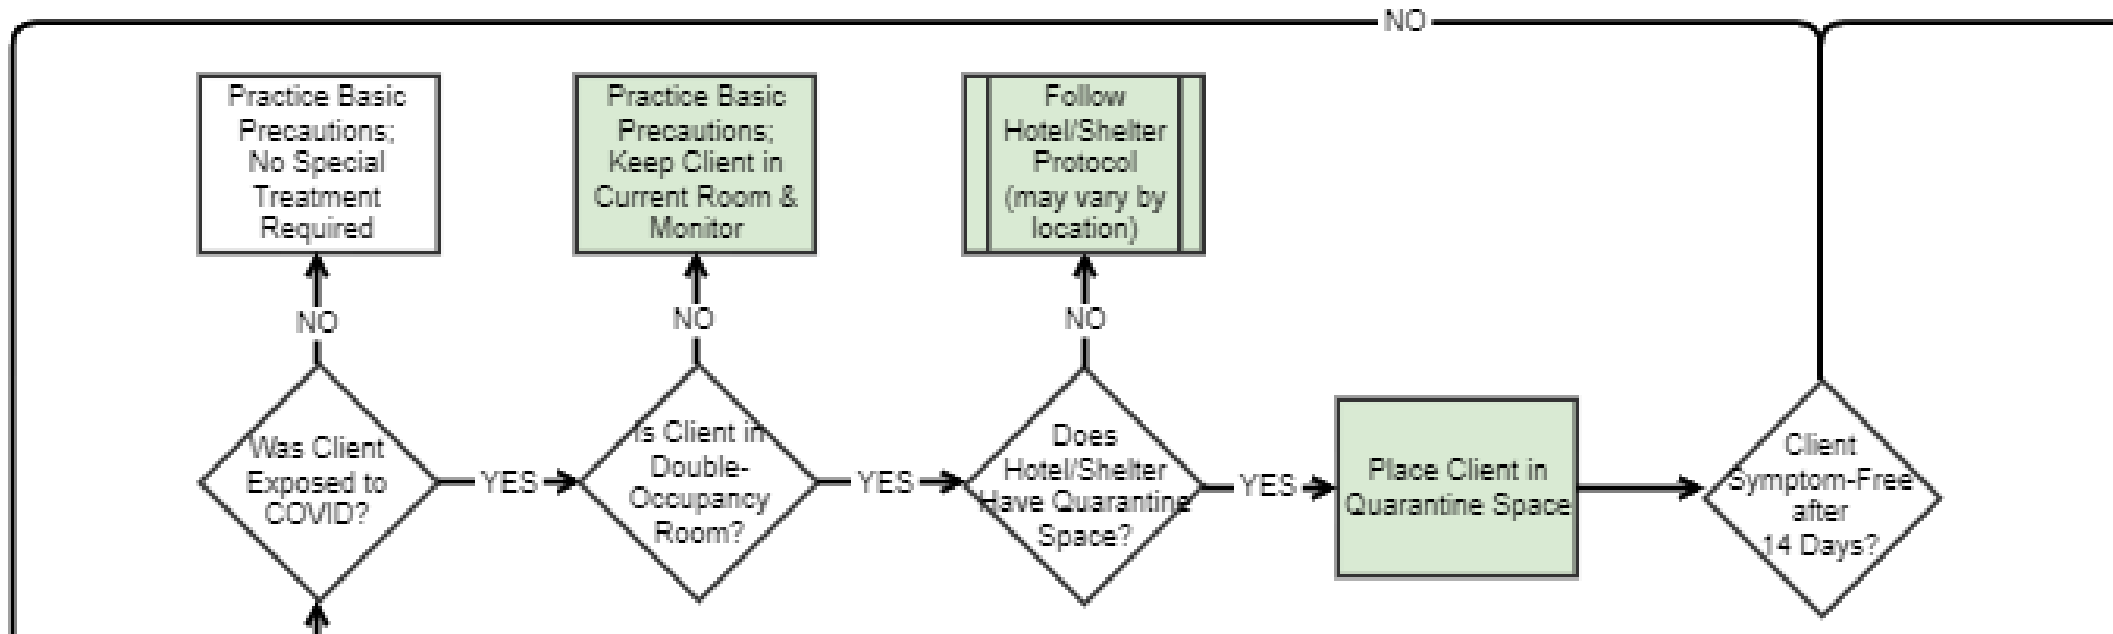 NO
Practice Basic
Precautions;
No Special
Treatment
Required
Practice Basic
Precautions;
Keep Client in
Current Room &
Monitor
Follow
Hotel/Shelter
Protocol
(may vary by
location)
NO
NO
NO
Was Client
Exposed to
COVID?
YES
Is Client in
Double-
Occupancy
Room?
YES
Does
Hotel/Shelter
Have Quarantine
Space?
YES
Place Client in
Quarantine Space
Client
Symptom-Free
after
14 Days?